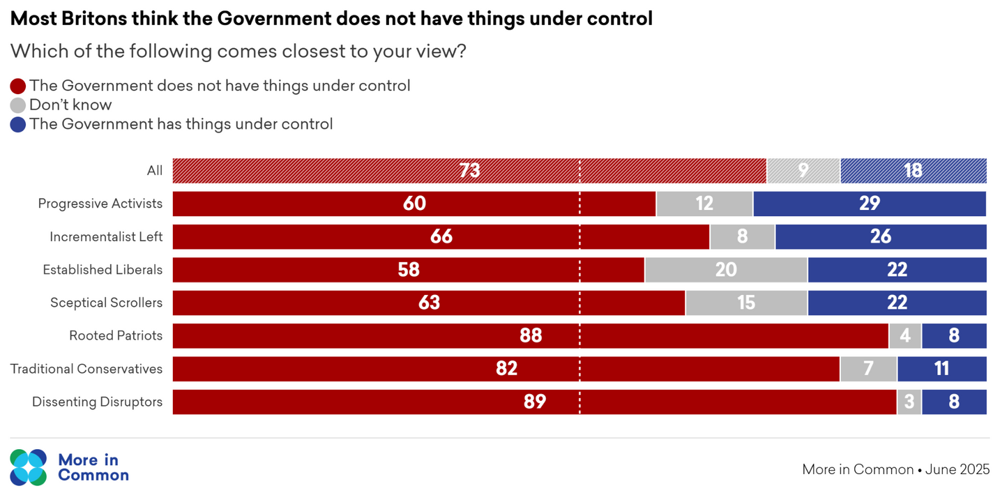 Most Britons think the Government does not have things under control
Which of the following comes closest to your view?
The Government does not have things under control
Don’t know
The Government has things under control
All 73 9 18
Progressive Activists 60 12 29
Incrementalist Left 66 8 26
Established Liberals 58 20 22
Sceptical Scrollers 63 15 22
Rooted Patriots 88 4 8
Traditional Conservatives 82 7 11
Dissenting Disruptors 89 3 8
More in
Common
More in Common • June 2025